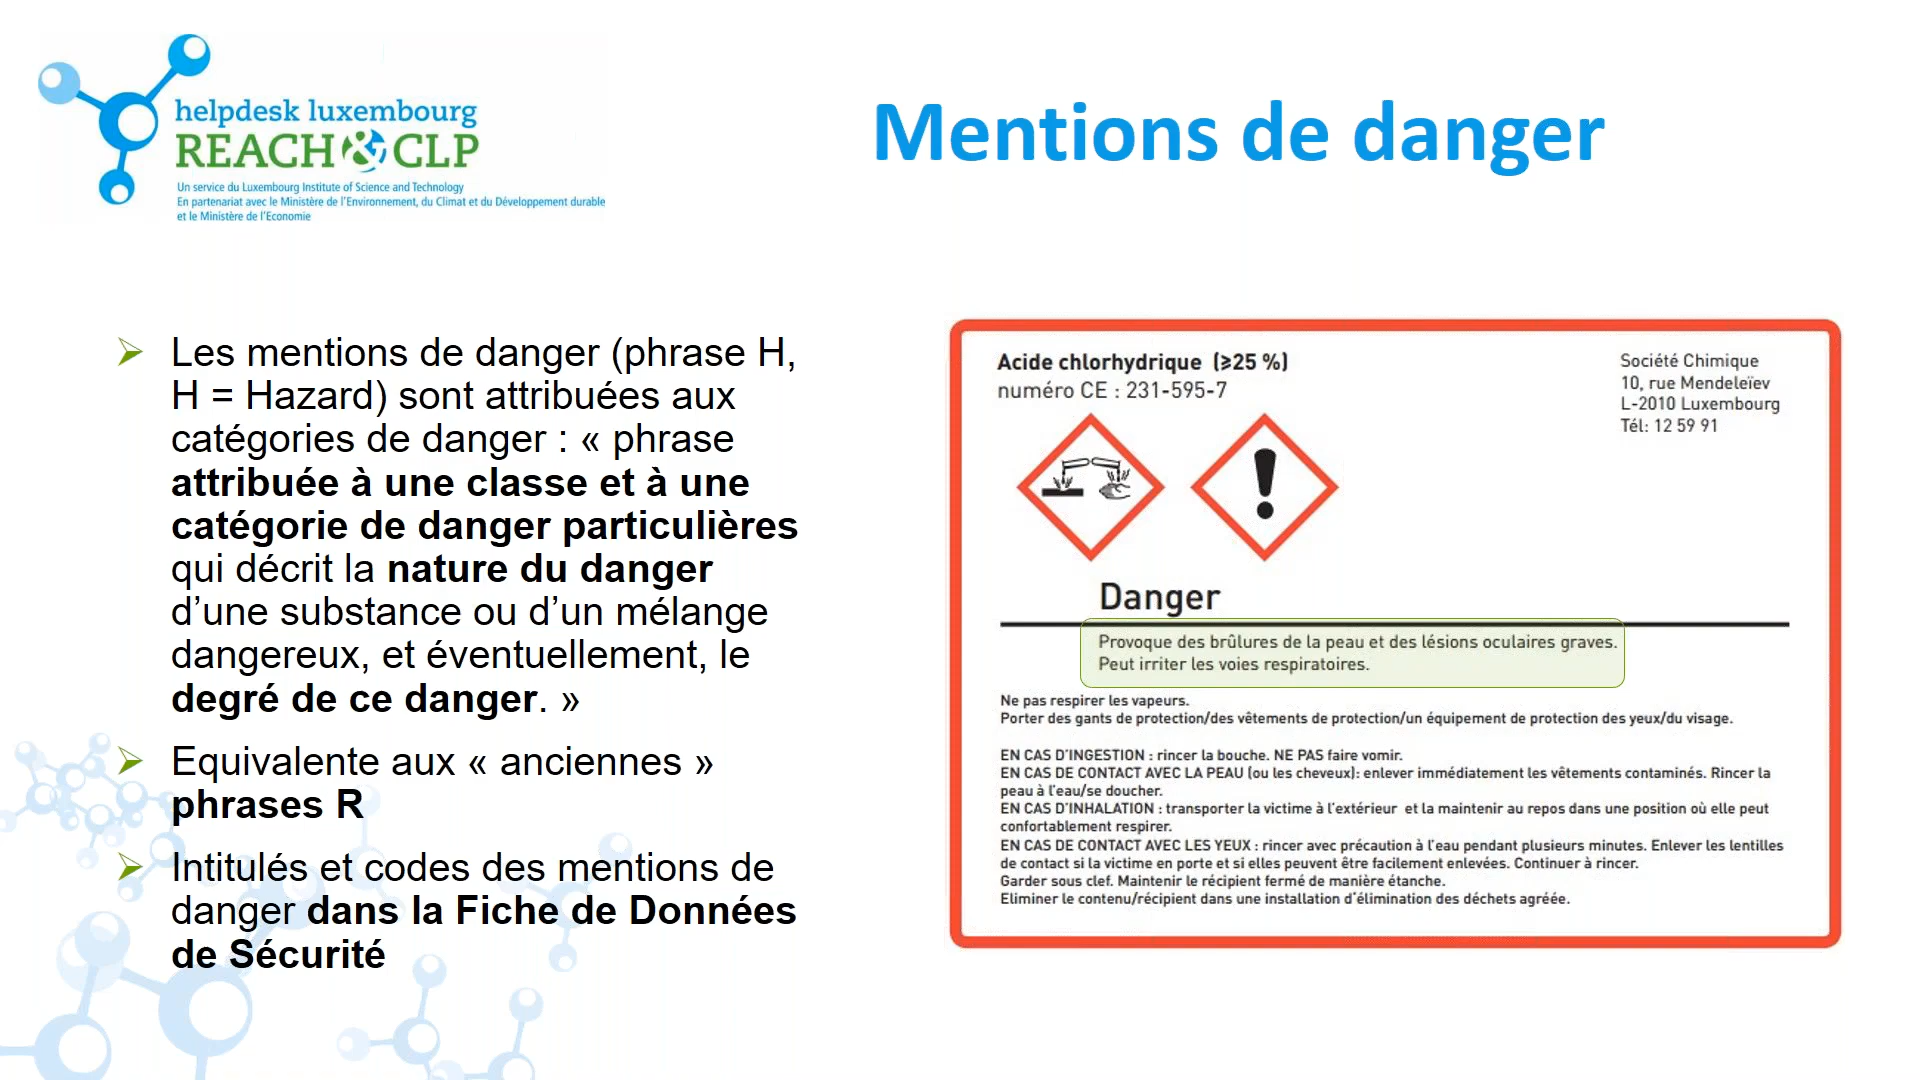 helpdesk luxembourg
REACH&CLP
Un service du Luxembourg Institute of Science and Technology
En partenariat avec le Ministère de l'Environnement, du Climat et du Développement durable
et le Ministère de l'Economie
Mentions de danger
Les mentions de danger (phrase H,
H = Hazard) sont attribuées aux
catégories de danger : « phrase
attribuée à une classe et à une
catégorie de danger particulières
qui décrit la nature du danger
d’une substance ou d’un mélange
dangereux, et éventuellement, le
degré de ce danger. »
Equivalente aux « anciennes »
phrases R
Intitulés et codes des mentions de
danger dans la Fiche de Données
de Sécurité
Acide chlorhydrique (≥25 %)
numéro CE : 231-595-7
Société Chimique
10, rue Mendeleïev
L-2010 Luxembourg
Tél: 12 59 91
Danger
Provoque des brûlures de la peau et des lésions oculaires graves.
Peut irriter les voies respiratoires.
Ne pas respirer les vapeurs.
Porter des gants de protection/des vêtements de protection/un équipement de protection des yeux/du visage.
EN CAS D'INGESTION : rincer la bouche. NE PAS faire vomir.
EN CAS DE CONTACT AVEC LA PEAU (ou les cheveux): enlever immédiatement les vêtements contaminés. Rincer la
peau à l'eau/se doucher.
EN CAS D'INHALATION : transporter la victime à l'extérieur et la maintenir au repos dans une position où elle peut
confortablement respirer.
EN CAS DE CONTACT AVEC LES YEUX : rincer avec précaution à l'eau pendant plusieurs minutes. Enlever les lentilles
de contact si la victime en porte et si elles peuvent être facilement enlevées. Continuer à rincer.
Garder sous clef. Maintenir le récipient fermé de manière étanche.
Eliminer le contenu/récipient dans une installation d'élimination des déchets agréée.